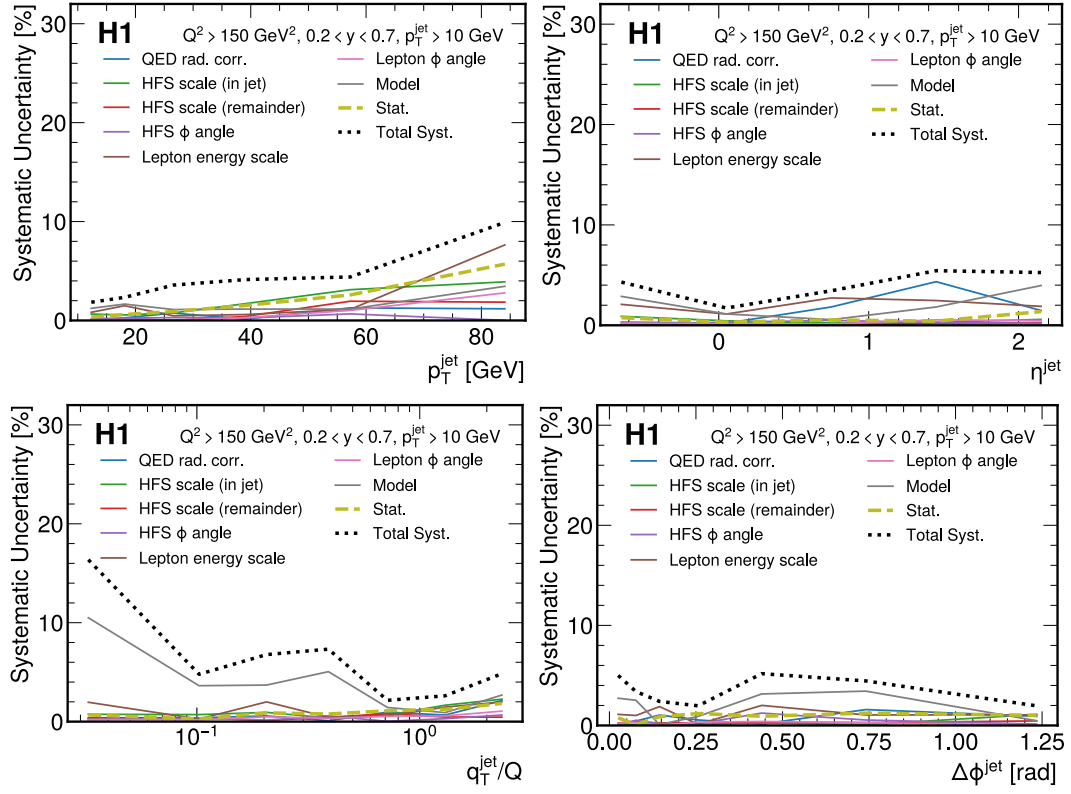 H1
Q² > 150 GeV², 0.2 < y < 0.7, p_T^jet > 10 GeV
QED rad. corr.
HFS scale (in jet)
HFS scale (remainder)
HFS ϕ angle
Lepton energy scale
Lepton ϕ angle
Model
Stat.
Total Syst.
Systematic Uncertainty [%]
30
20
10
0
20 40 60 80
p_T^jet [GeV]
H1
Q² > 150 GeV², 0.2 < y < 0.7, p_T^jet > 10 GeV
QED rad. corr.
HFS scale (in jet)
HFS scale (remainder)
HFS ϕ angle
Lepton energy scale
Lepton ϕ angle
Model
Stat.
Total Syst.
Systematic Uncertainty [%]
30
20
10
0
0 1 2
η^jet
H1
Q² > 150 GeV², 0.2 < y < 0.7, p_T^jet > 10 GeV
QED rad. corr.
HFS scale (in jet)
HFS scale (remainder)
HFS ϕ angle
Lepton energy scale
Lepton ϕ angle
Model
Stat.
Total Syst.
Systematic Uncertainty [%]
30
20
10
0
10⁻¹ 10⁰
q_T^jet/Q
H1
Q² > 150 GeV², 0.2 < y < 0.7, p_T^jet > 10 GeV
QED rad. corr.
HFS scale (in jet)
HFS scale (remainder)
HFS ϕ angle
Lepton energy scale
Lepton ϕ angle
Model
Stat.
Total Syst.
Systematic Uncertainty [%]
30
20
10
0
0.00 0.25 0.50 0.75 1.00 1.25
Δϕ^jet [rad]